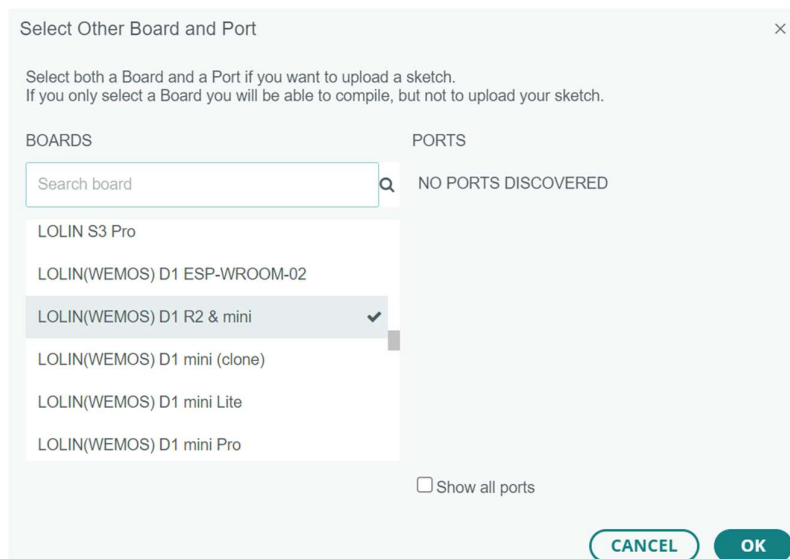 Select Other Board and Port
Select both a Board and a Port if you want to upload a sketch.
If you only select a Board you will be able to compile, but not to upload your sketch.
BOARDS
PORTS
Search board
NO PORTS DISCOVERED
LOLIN S3 Pro
LOLIN(WEMOS) D1 ESP-WROOM-02
LOLIN(WEMOS) D1 R2 & mini
LOLIN(WEMOS) D1 mini (clone)
LOLIN(WEMOS) D1 mini Lite
LOLIN(WEMOS) D1 mini Pro
Show all ports
CANCEL
OK